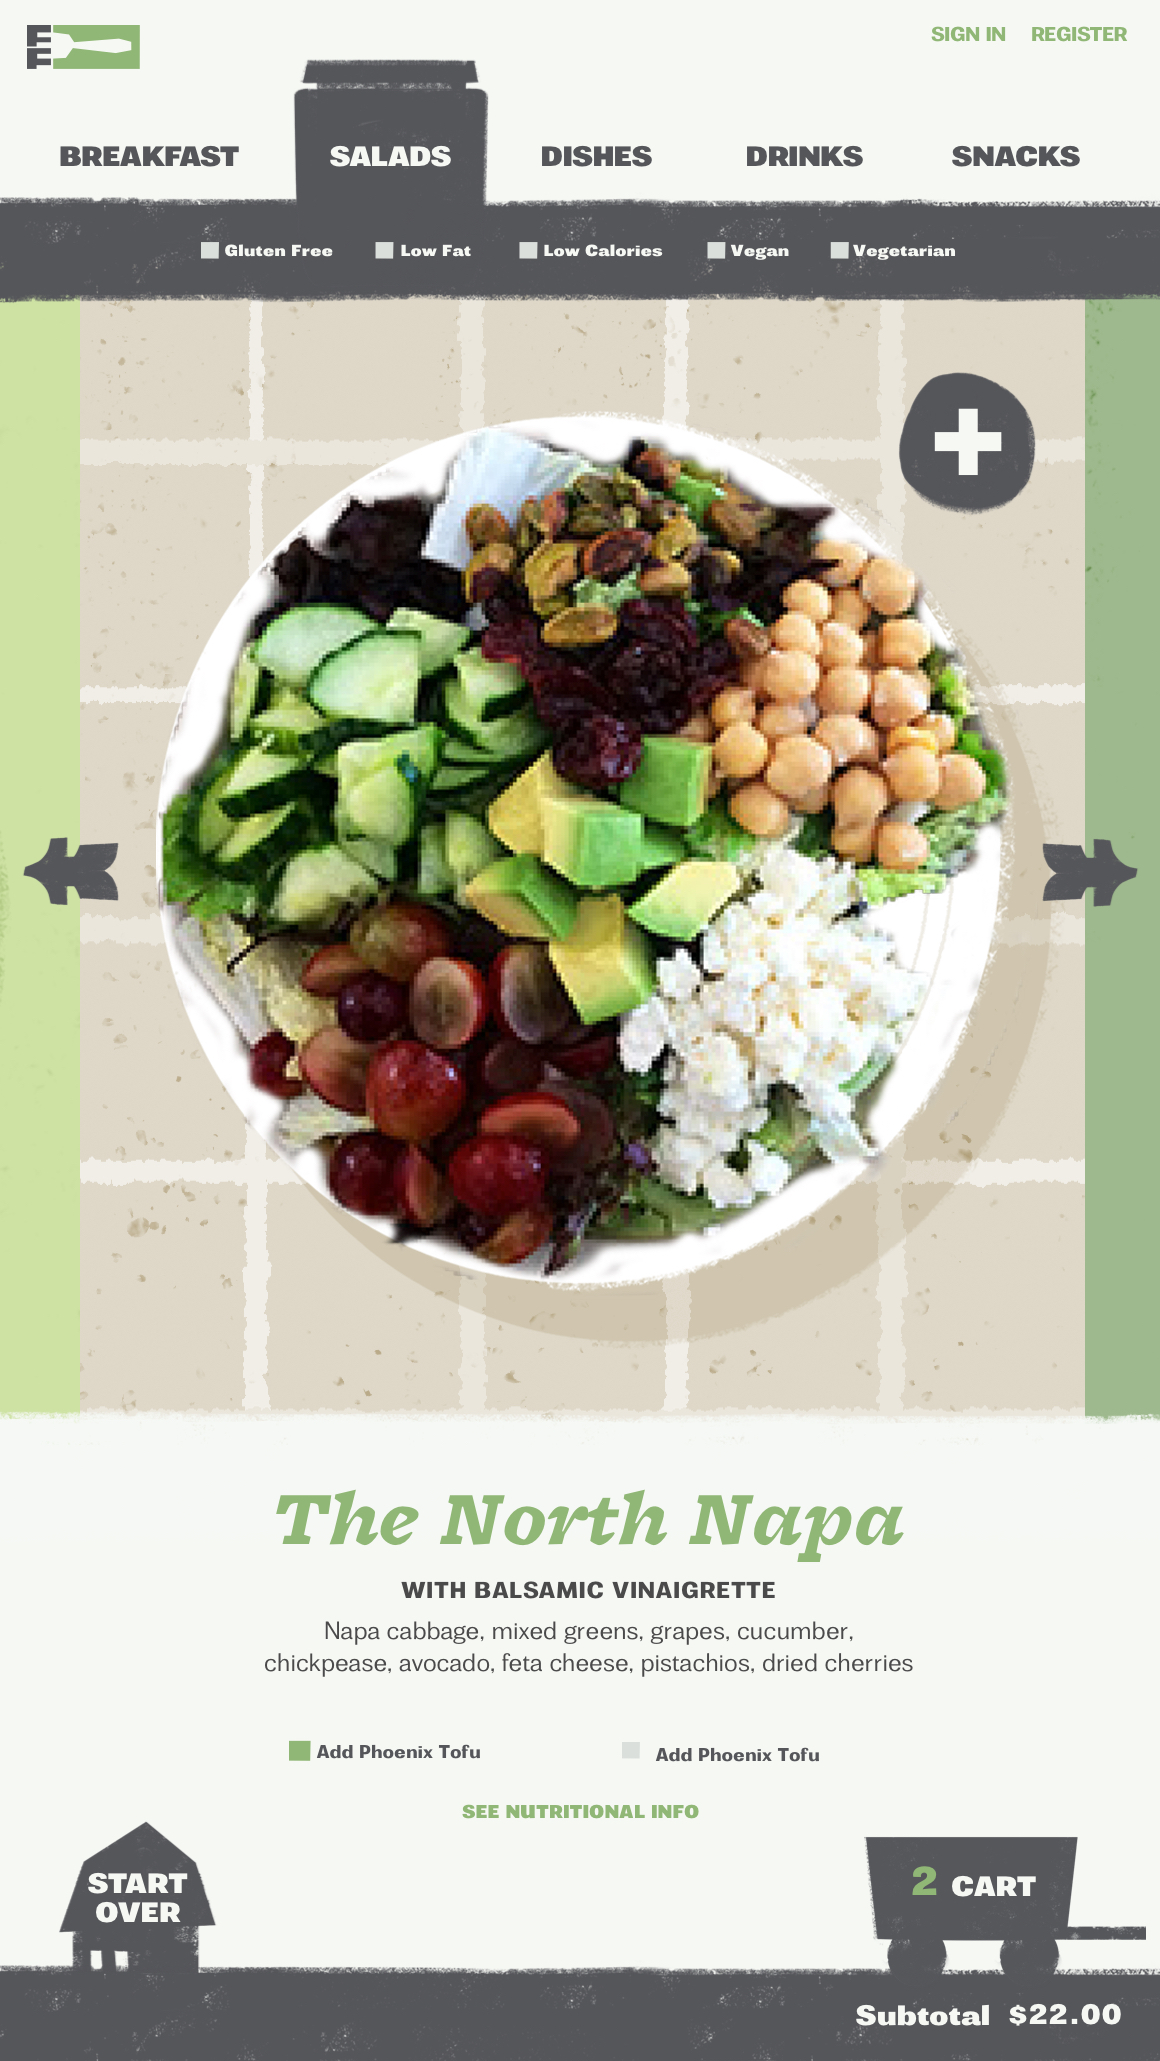 SIGN IN REGISTER
BREAKFAST SALADS DISHES DRINKS SNACKS
Gluten Free Low Fat Low Calories Vegan Vegetarian
The North Napa
WITH BALSAMIC VINAIGRETTE
Napa cabbage, mixed greens, grapes, cucumber,
chickpease, avocado, feta cheese, pistachios, dried cherries
Add Phoenix Tofu Add Phoenix Tofu
SEE NUTRITIONAL INFO
START
OVER
2 CART
Subtotal $22.00